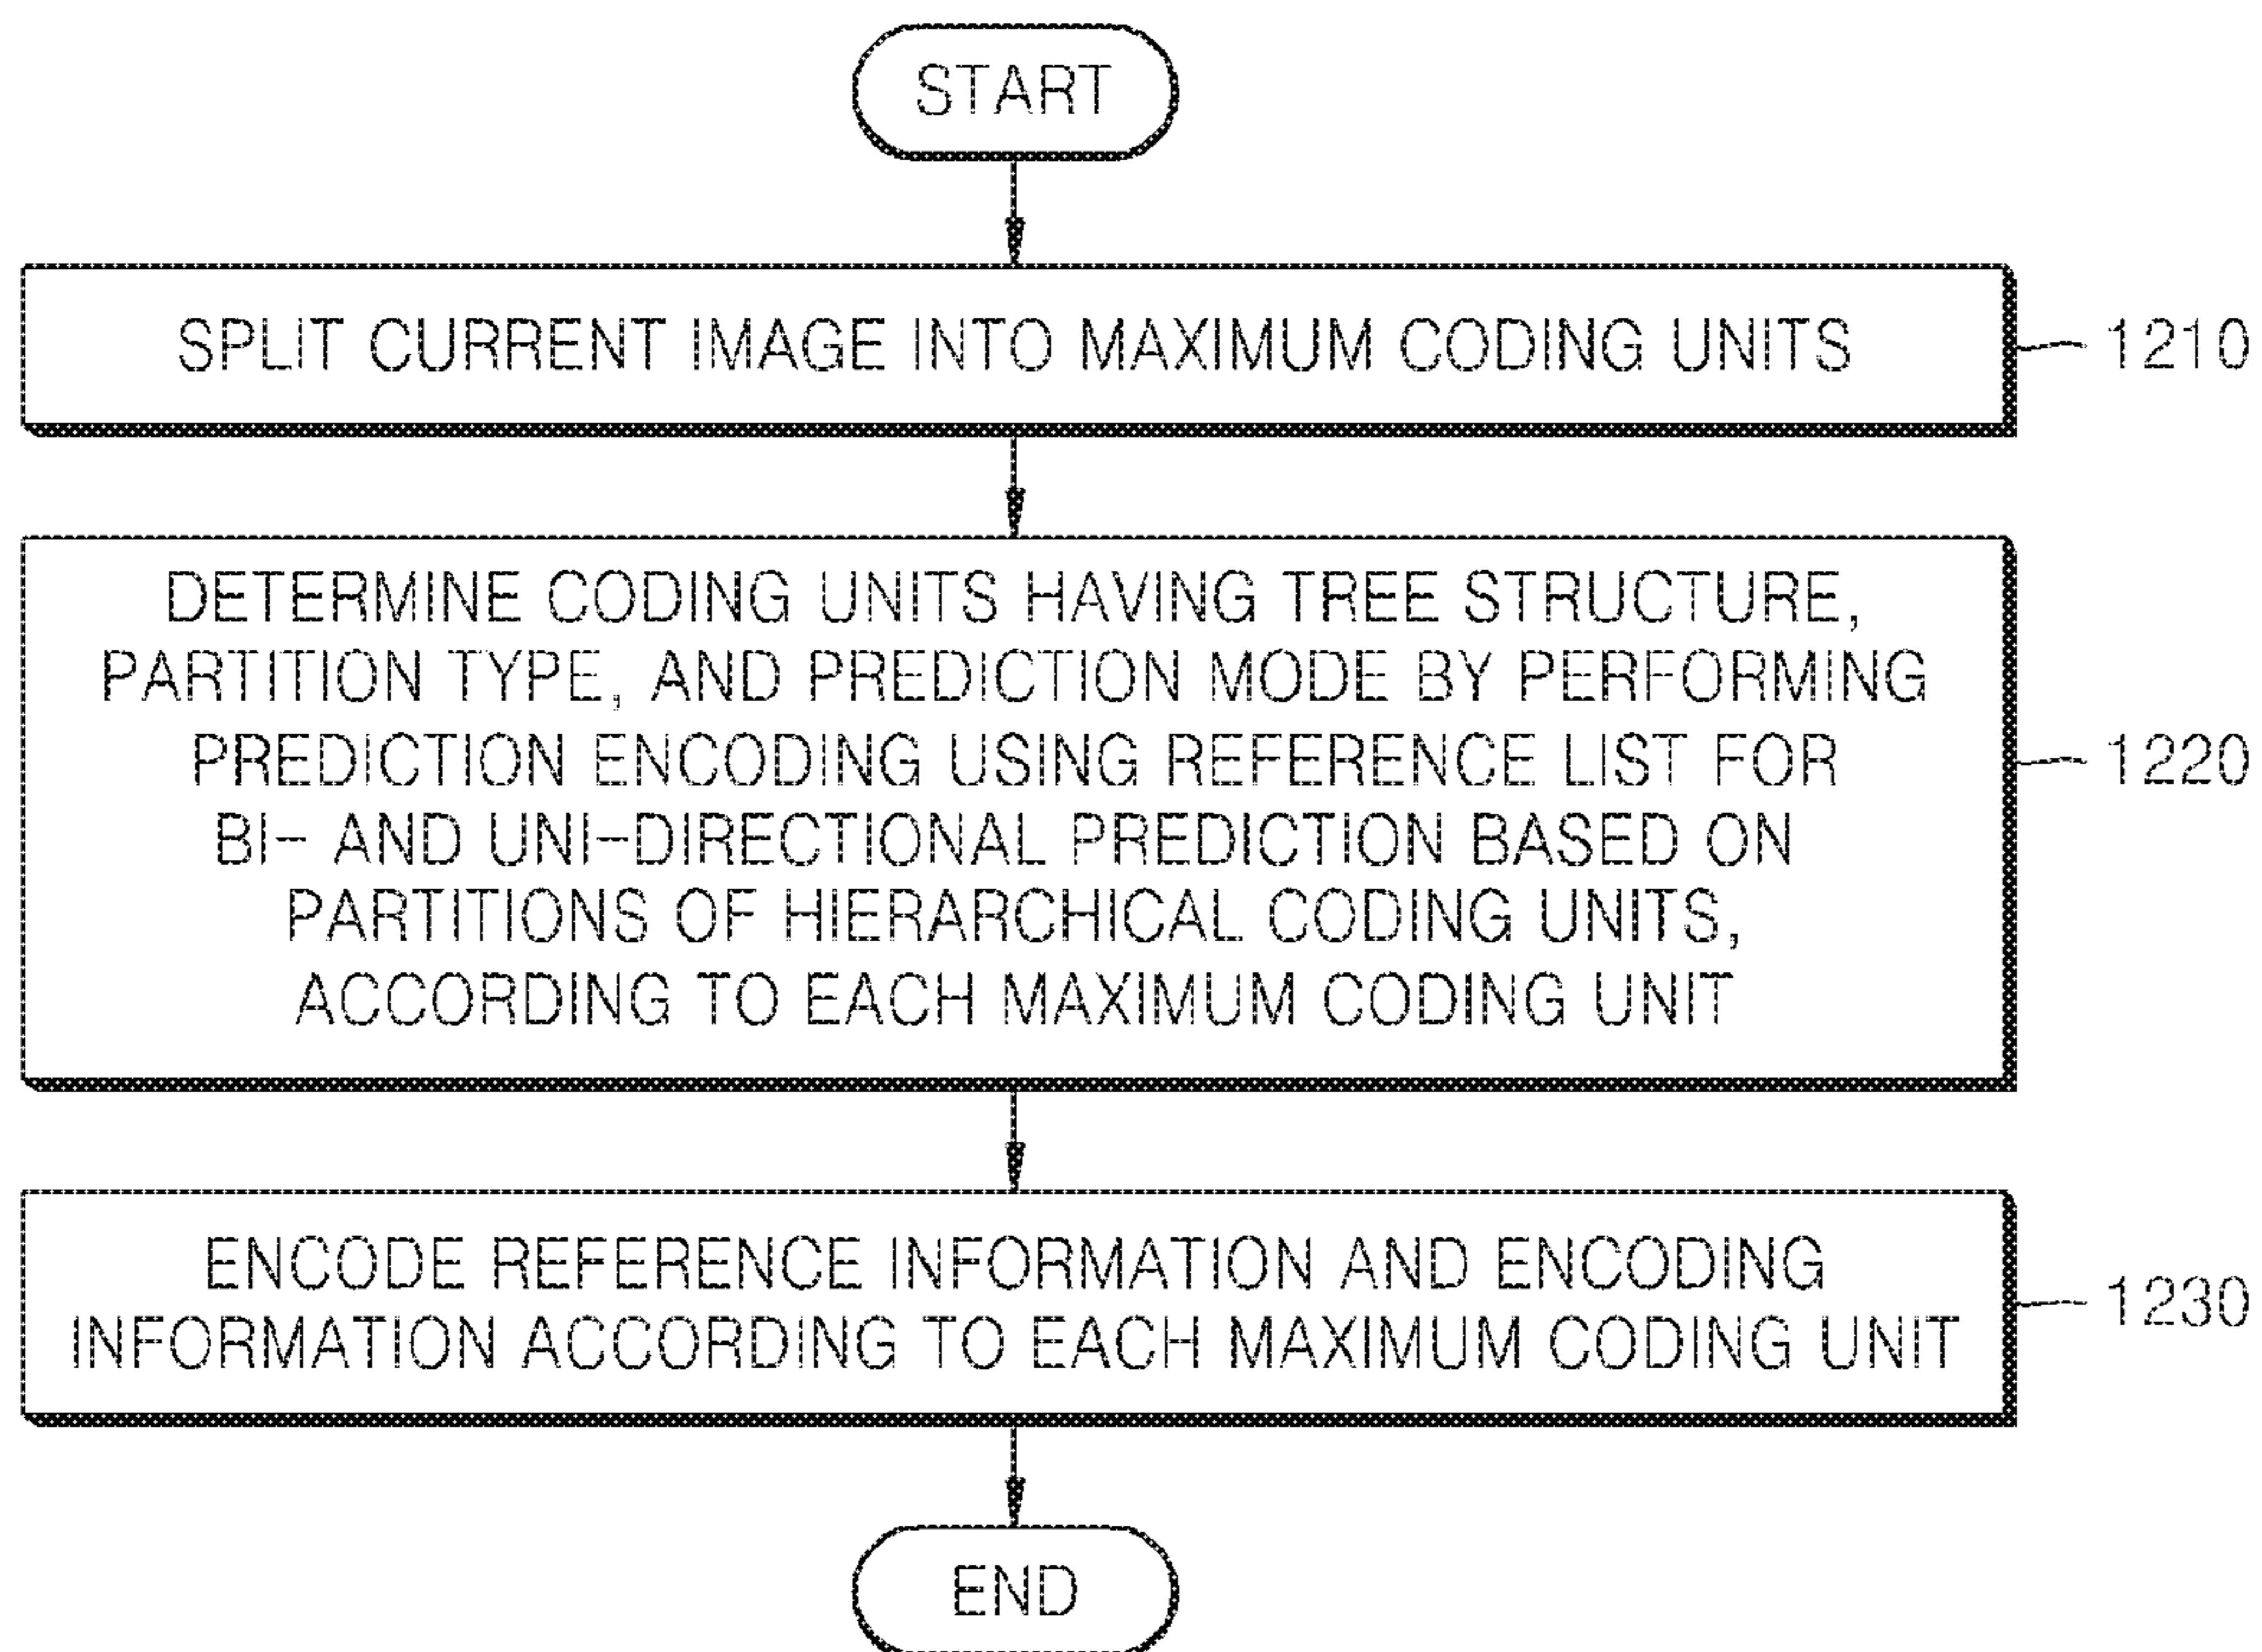 START
SPLIT CURRENT IMAGE INTO MAXIMUM CODING UNITS
1210
DETERMINE CODING UNITS HAVING TREE STRUCTURE,
PARTITION TYPE, AND PREDICTION MODE BY PERFORMING
PREDICTION ENCODING USING REFERENCE LIST FOR
BI- AND UNI-DIRECTIONAL PREDICTION BASED ON
PARTITIONS OF HIERARCHICAL CODING UNITS,
ACCORDING TO EACH MAXIMUM CODING UNIT
1220
ENCODE REFERENCE INFORMATION AND ENCODING
INFORMATION ACCORDING TO EACH MAXIMUM CODING UNIT
1230
END